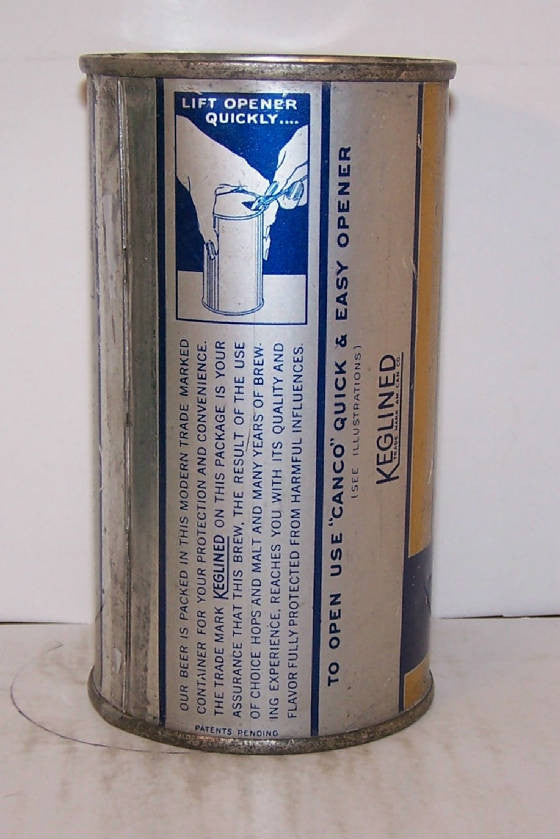 LIFT OPENER
QUICKLY....
OUR BEER IS PACKED IN THIS MODERN TRADE MARKED
CONTAINER FOR YOUR PROTECTION AND CONVENIENCE.
THE TRADE MARK KEGLINED ON THIS PACKAGE IS YOUR
ASSURANCE THAT THIS BREW, THE RESULT OF THE USE
OF CHOICE HOPS AND MALT AND MANY YEARS OF BREW-
ING EXPERIENCE, REACHES YOU WITH ITS QUALITY AND
FLAVOR FULLY PROTECTED FROM HARMFUL INFLUENCES.
TO OPEN USE "CANCO" QUICK & EASY OPENER
(SEE ILLUSTRATIONS)
KEGLINED
TRADE MARK AM. CAN CO.
PATENTS PENDING